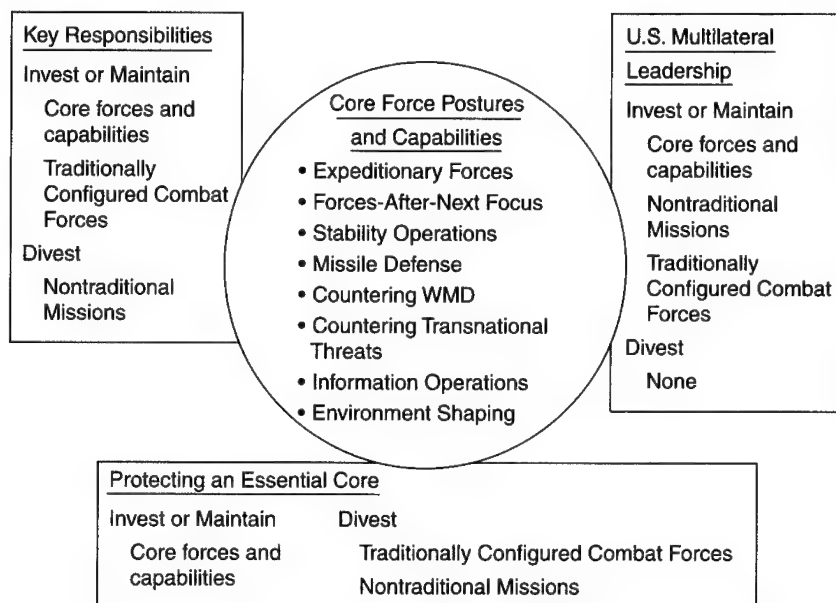 Key Responsibilities
Invest or Maintain
Core forces and
capabilities
Traditionally
Configured Combat
Forces
Divest
Nontraditional
Missions
Core Force Postures
and Capabilities
• Expeditionary Forces
• Forces-After-Next Focus
• Stability Operations
• Missile Defense
• Countering WMD
• Countering Transnational
Threats
• Information Operations
• Environment Shaping
U.S. Multilateral
Leadership
Invest or Maintain
Core forces and
capabilities
Nontraditional
Missions
Traditionally
Configured Combat
Forces
Divest
None
Protecting an Essential Core
Invest or Maintain
Core forces and
capabilities
Divest
Traditionally Configured Combat Forces
Nontraditional Missions